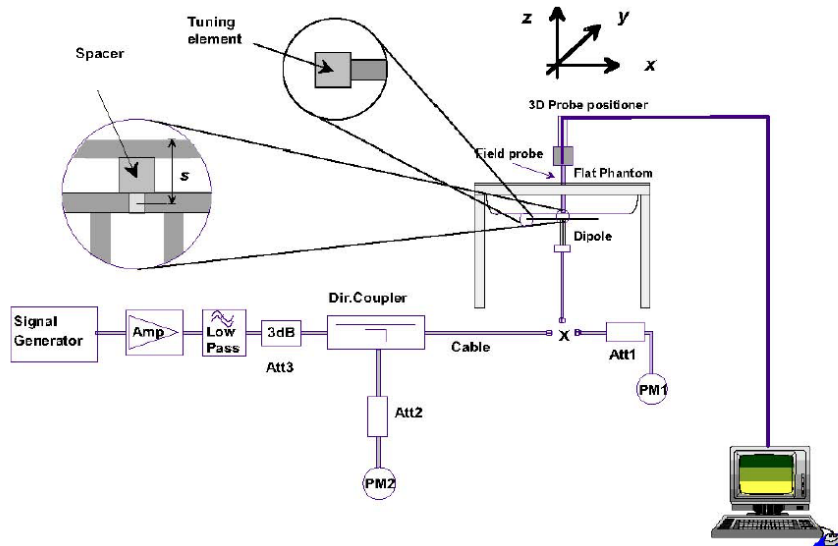 z
y
x
Tuning
element
Spacer
s
3D Probe positioner
Field probe
Flat Phantom
Dipole
Dir.Coupler
Signal
Generator
Amp
Low
Pass
3dB
Att3
Cable
X
Att1
PM1
Att2
PM2